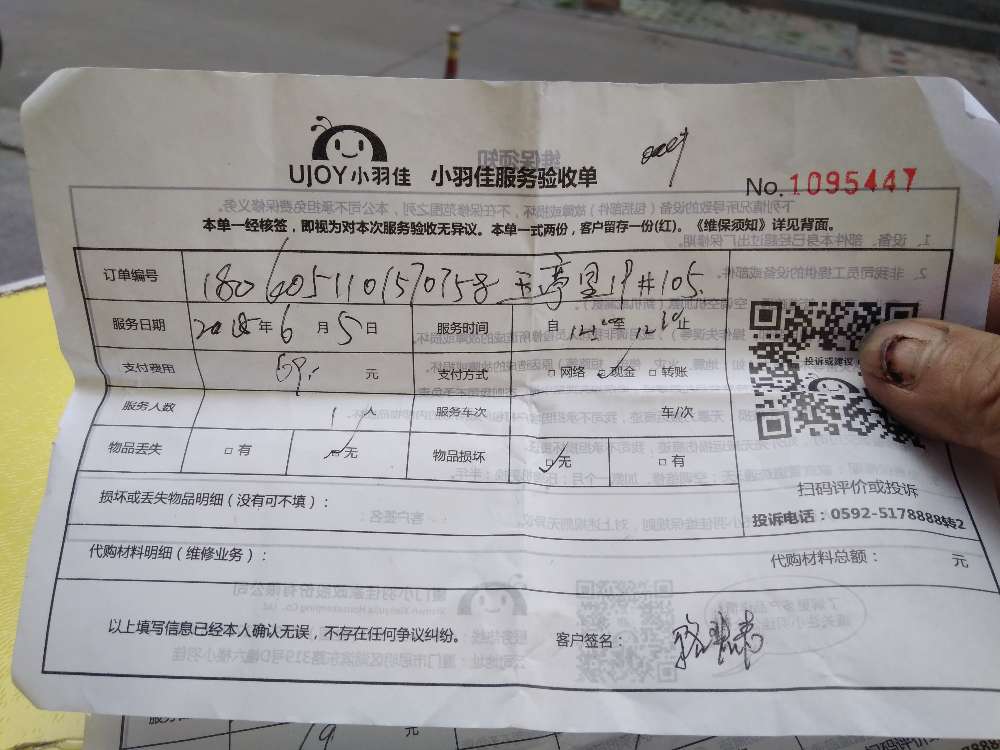 UJOY小羽佳 小羽佳服务验收单
No. 1095447
本单一经核签，即视为对本次服务验收无异议。本单一式两份，客户留存一份(红)。《维保须知》详见背面。
订单编号 1806051101570758 #105
服务日期 2018年6月5日 服务时间 自 至 止
支付费用 元 支付方式 □网络 □现金 □转账
服务人数 1人 服务车次 车/次
物品丢失 □有 □无 物品损坏 □无 □有
投诉或建议
扫码评价或投诉
投诉电话：0592-5178888转2
损坏或丢失物品明细（没有可不填）：
代购材料明细（维修业务）： 代购材料总额： 元
以上填写信息已经本人确认无误，不存在任何争议纠纷。 客户签名：
元